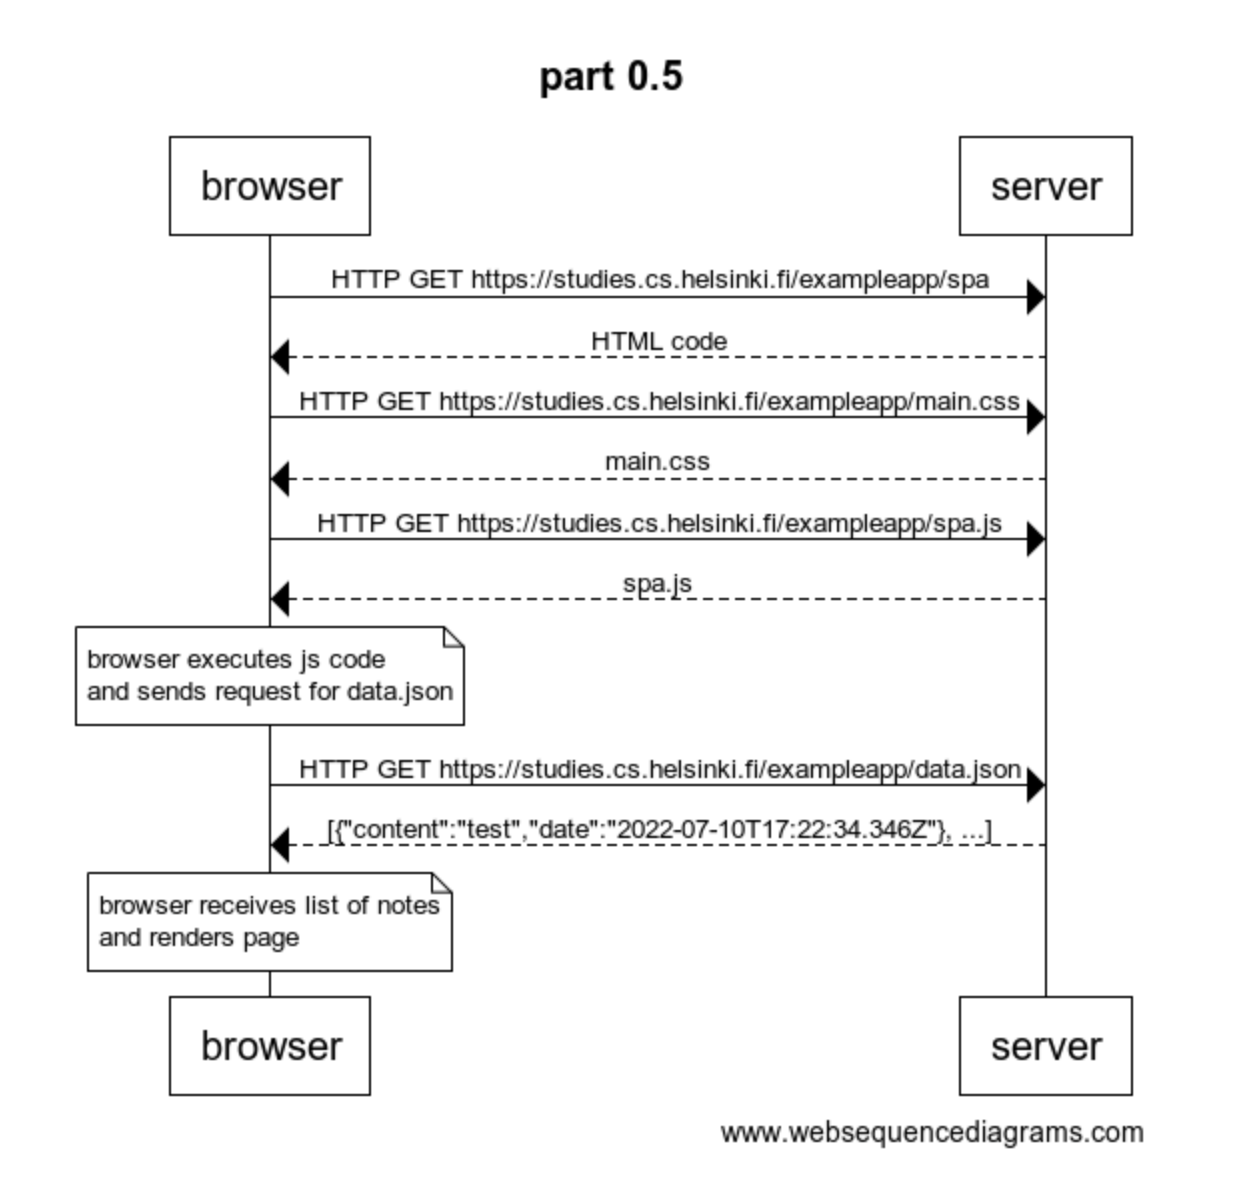 part 0.5
browser
server
HTTP GET https://studies.cs.helsinki.fi/exampleapp/spa
HTML code
HTTP GET https://studies.cs.helsinki.fi/exampleapp/main.css
main.css
HTTP GET https://studies.cs.helsinki.fi/exampleapp/spa.js
spa.js
browser executes js code
and sends request for data.json
HTTP GET https://studies.cs.helsinki.fi/exampleapp/data.json
[{"content":"test","date":"2022-07-10T17:22:34.346Z"}, ...]
browser receives list of notes
and renders page
browser
server
www.websequencediagrams.com